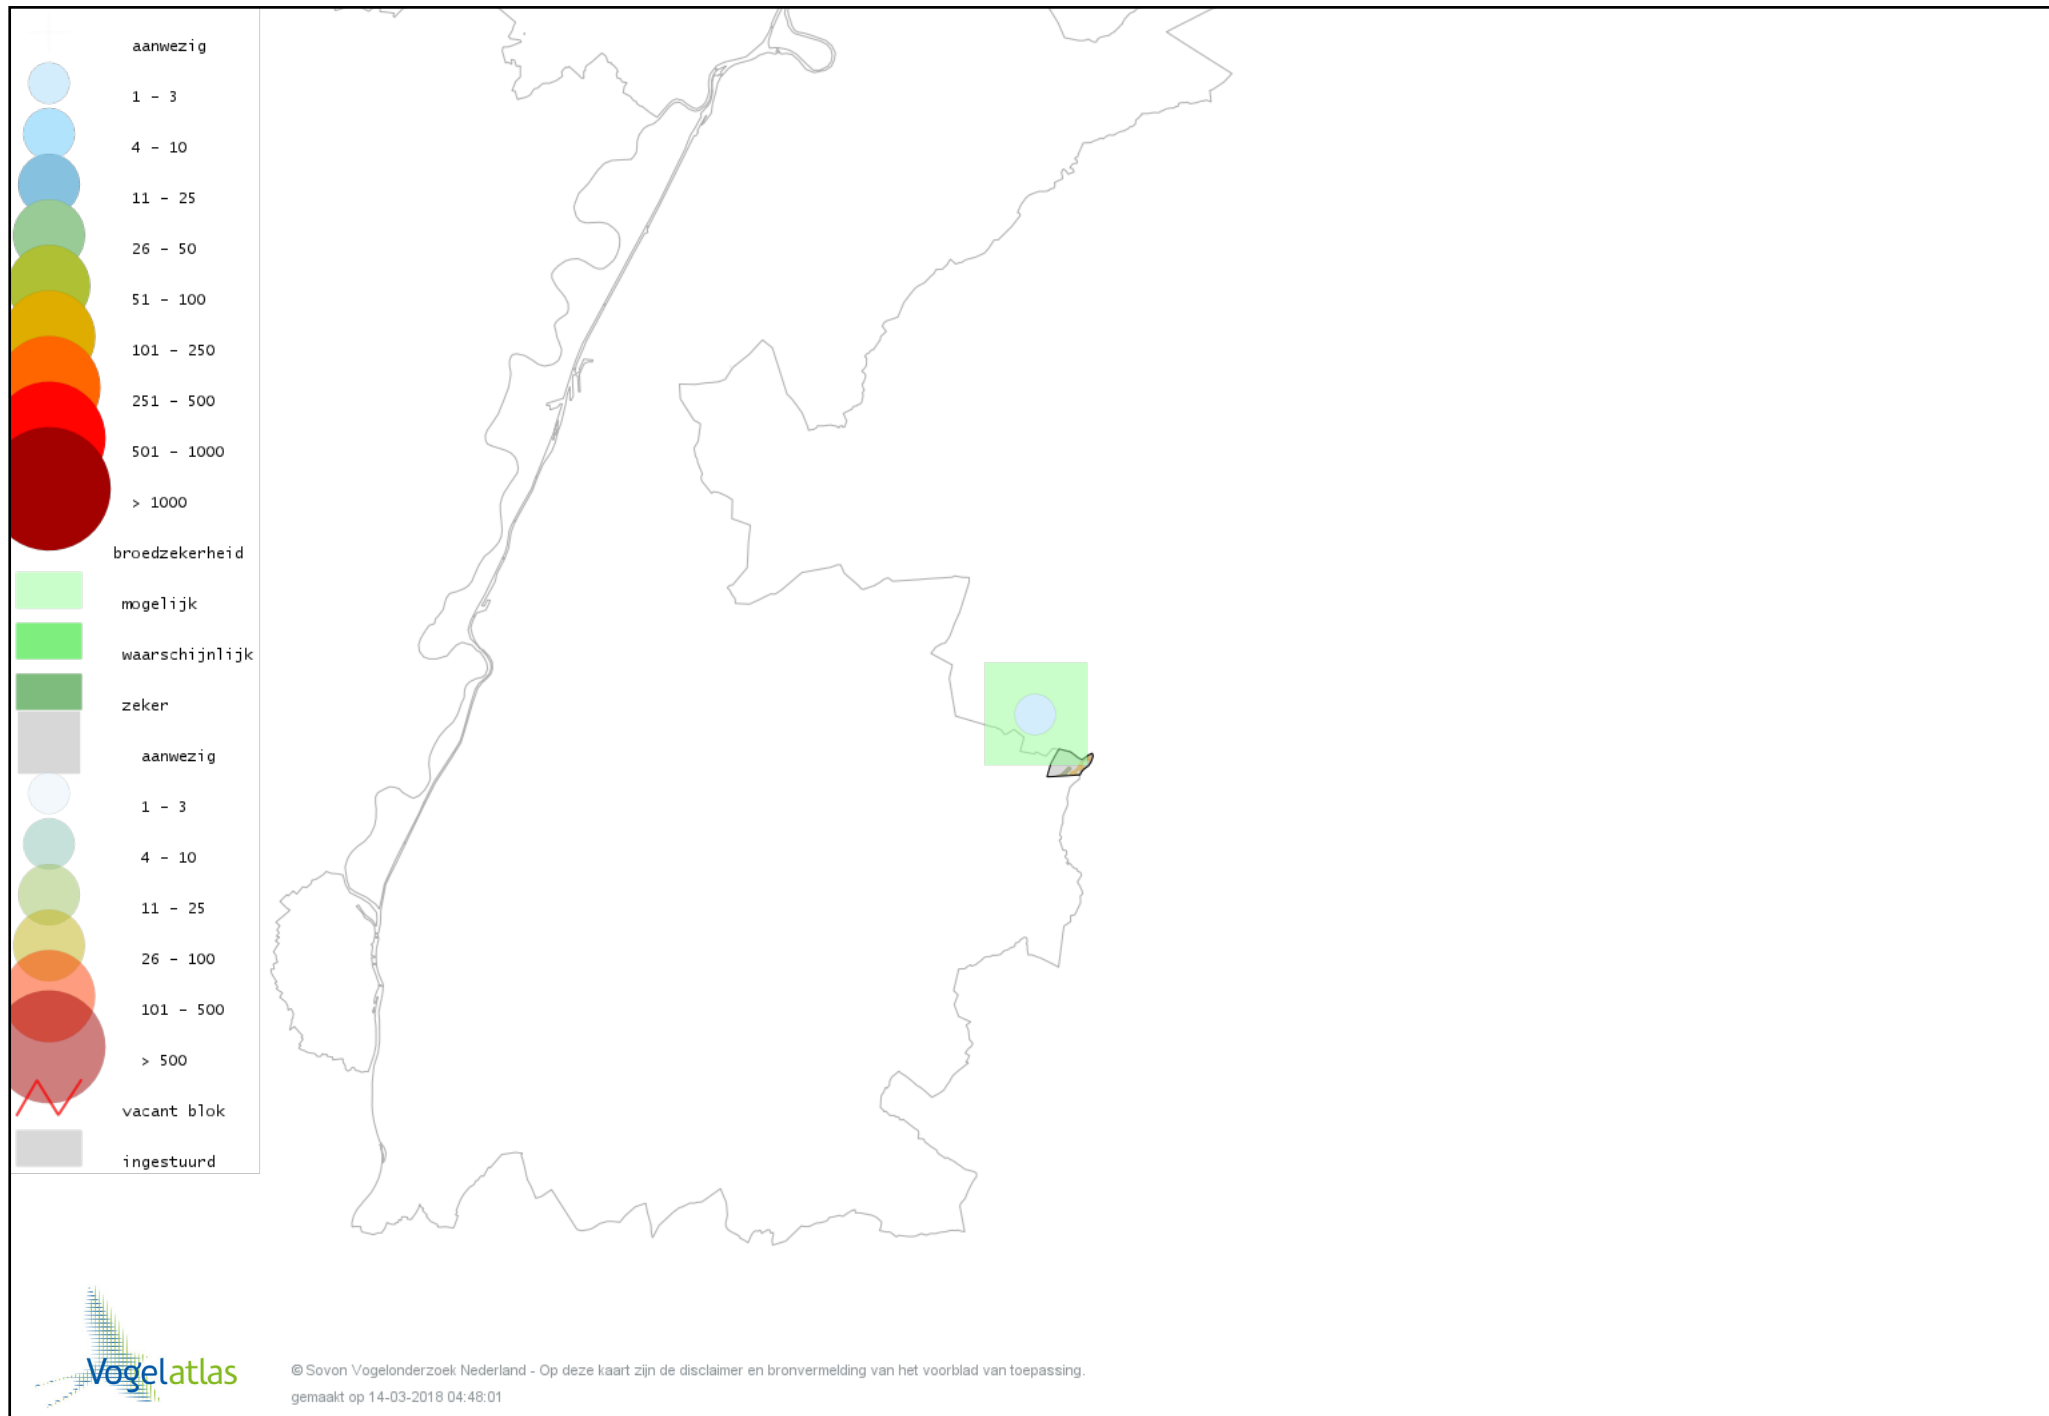 aanwezig
1 – 3
4 – 10
11 – 25
26 – 50
51 – 100
101 – 250
251 – 500
501 – 1000
> 1000
broedzekerheid
mogelijk
waarschijnlijk
zeker
aanwezig
1 – 3
4 – 10
11 – 25
26 – 100
101 – 500
> 500
vacant blok
ingestuurd
Vogelatlas
© Sovon Vogelonderzoek Nederland - Op deze kaart zijn de disclaimer en bronvermelding van het voorblad van toepassing.
gemaakt op 14-03-2018 04:48:01